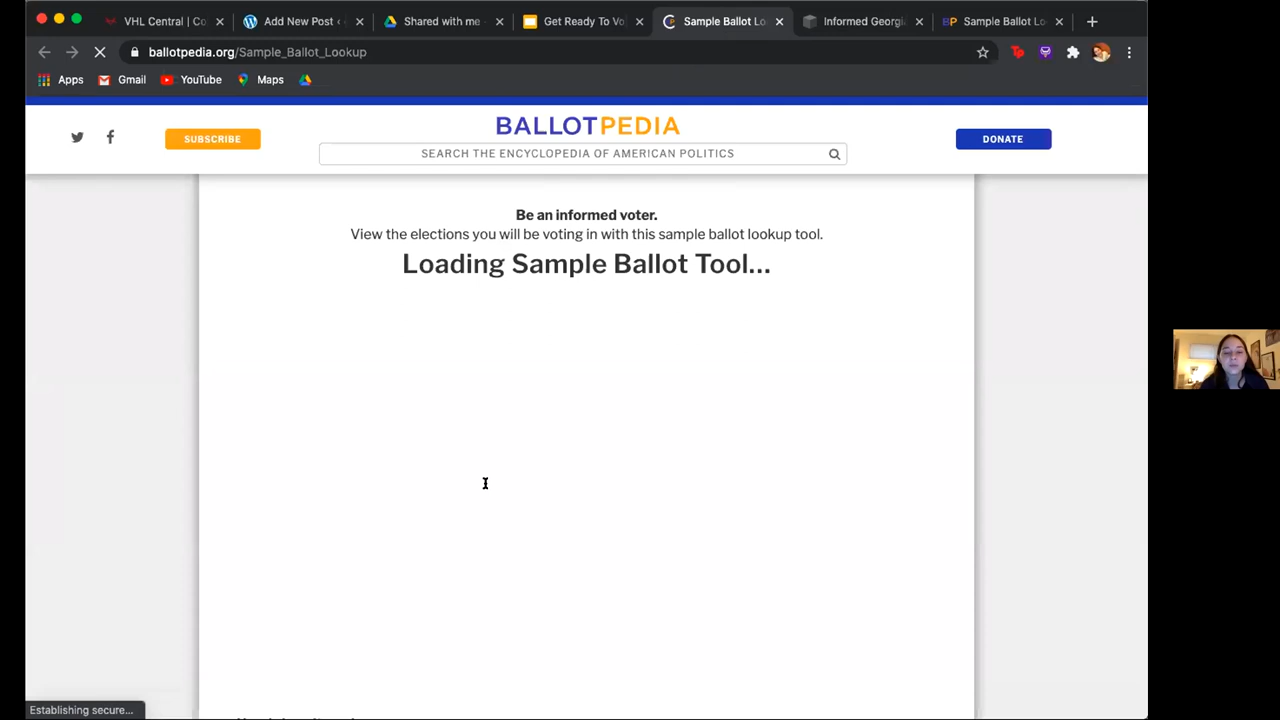 VHL Central | Co
Add New Post
Shared with me
Get Ready To Vo
Sample Ballot Lo
Informed Georgia
BP
Sample Ballot Lo
ballotpedia.org/Sample_Ballot_Lookup
Apps
Gmail
YouTube
Maps
SUBSCRIBE
BALLOTPEDIA
SEARCH THE ENCYCLOPEDIA OF AMERICAN POLITICS
DONATE
Be an informed voter.
View the elections you will be voting in with this sample ballot lookup tool.
Loading Sample Ballot Tool...
Establishing secure...